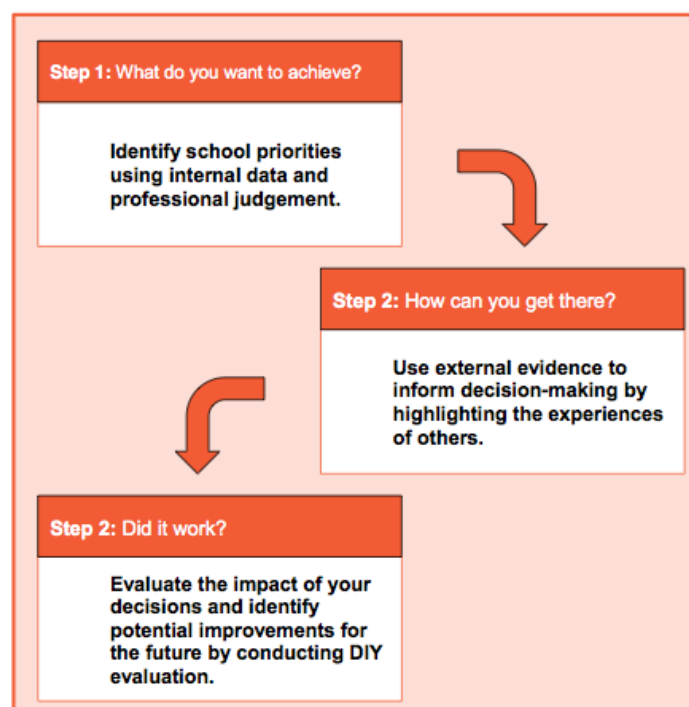 Step 1: What do you want to achieve?
Identify school priorities
using internal data and
professional judgement.
Step 2: How can you get there?
Use external evidence to
inform decision-making by
highlighting the experiences
of others.
Step 2: Did it work?
Evaluate the impact of your
decisions and identify
potential improvements for
the future by conducting DIY
evaluation.